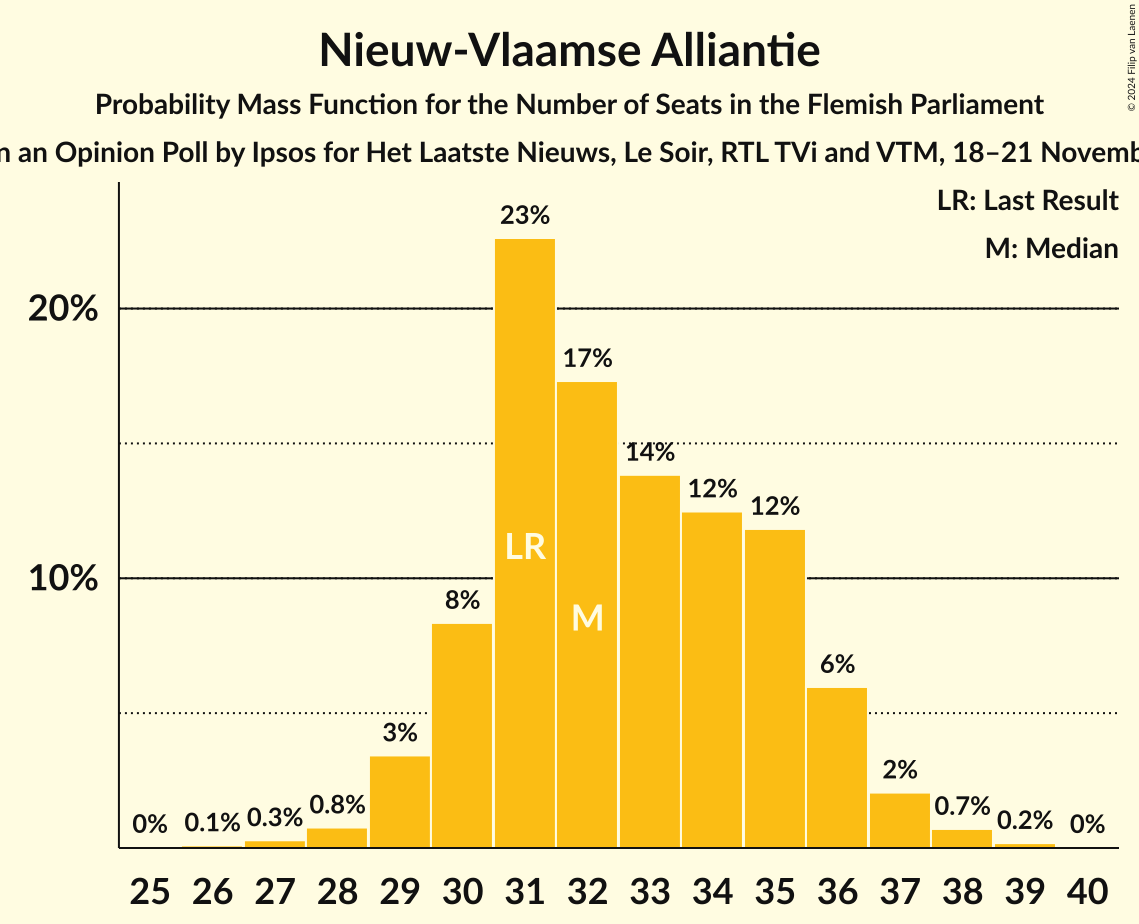 Nieuw-Vlaamse Alliantie
Probability Mass Function for the Number of Seats in the Flemish Parliament
an Opinion Poll by Ipsos for Het Laatste Nieuws, Le Soir, RTL TVi and VTM, 18–21
© 2024 Filip van Laenen
LR: Last Result
M: Median
23%
20%
17%
14%
12%
12%
LR
10%
8%
M
6%
3%
2%
0%
0.1%
0.3%
0.8%
0.7%
0.2%
0%
25 26 27 28 29 30 31 32 33 34 35 36 37 38 39 40